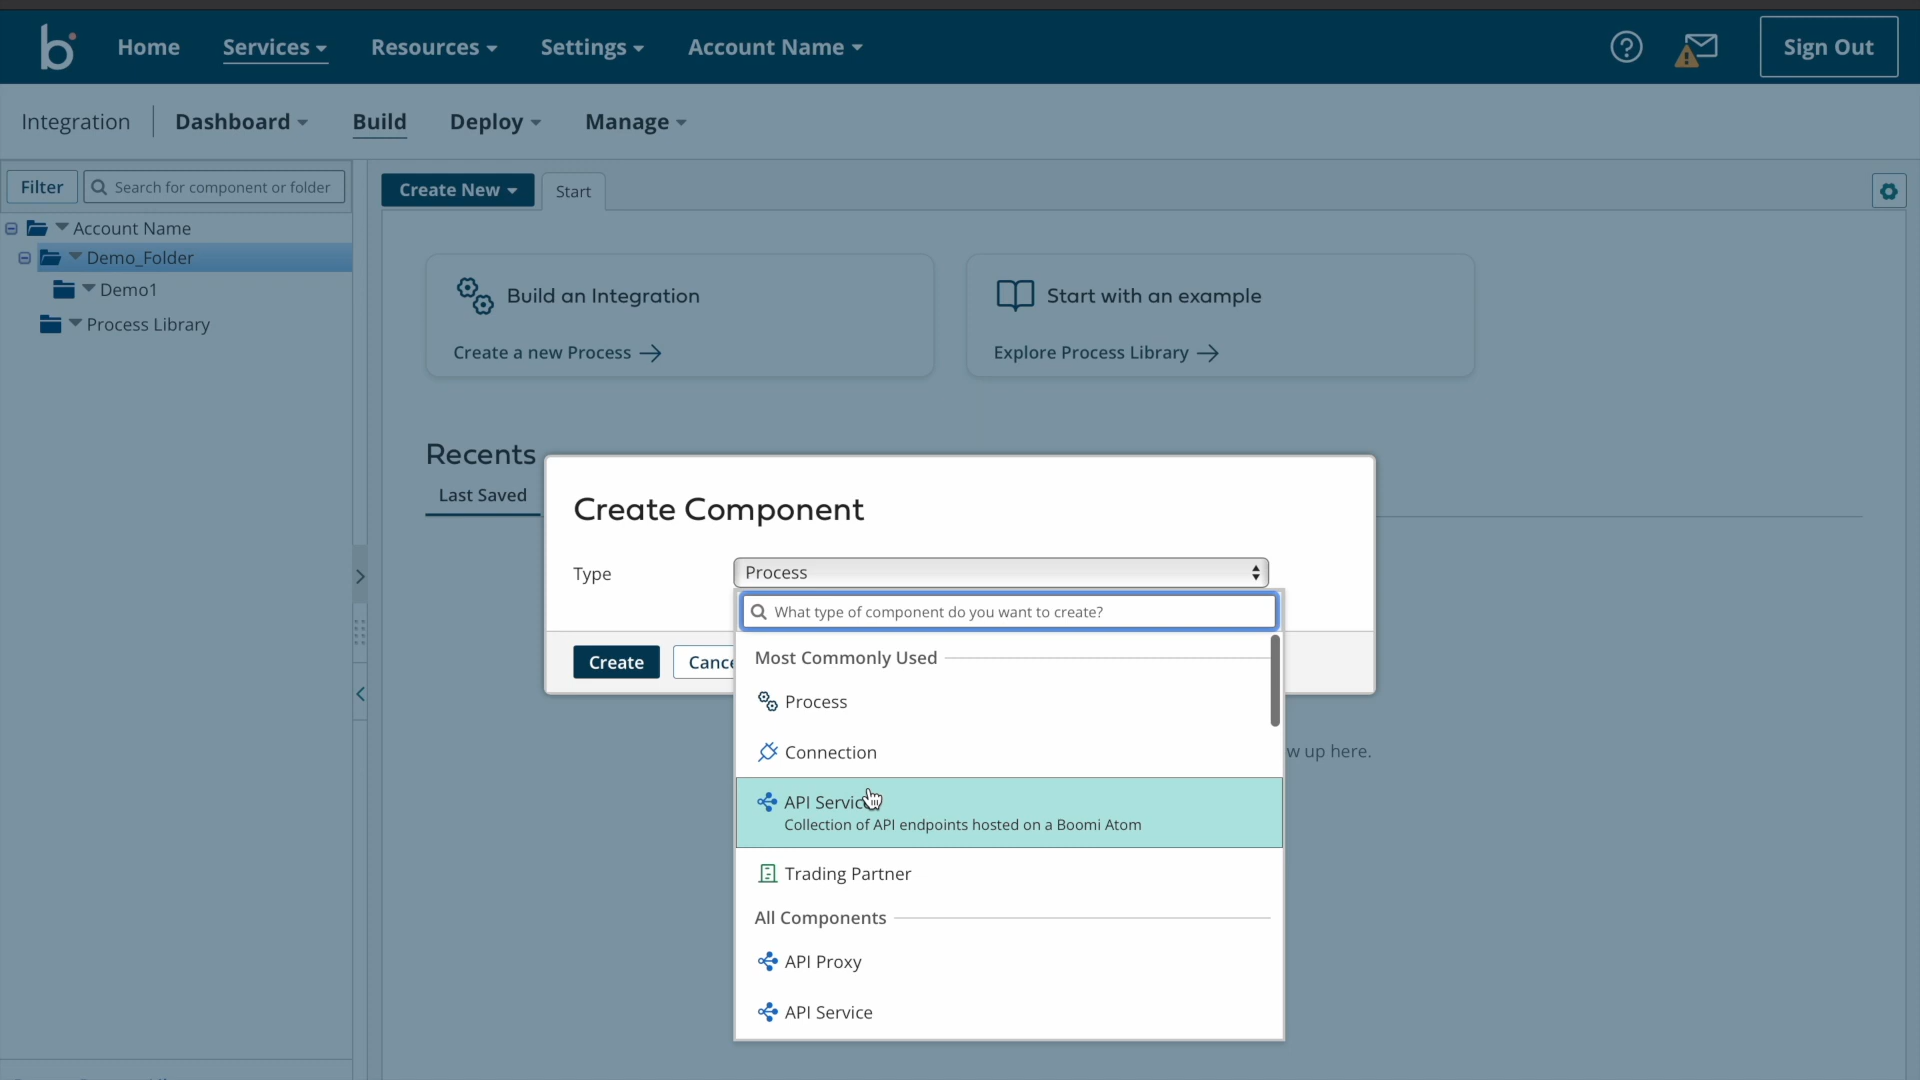 b
Home
Services
Resources
Settings
Account Name
Sign Out
Integration
Dashboard
Build
Deploy
Manage
Filter
Search for component or folder
Create New
Start
Account Name
Demo_Folder
Demo1
Process Library
Build an Integration
Create a new Process
Start with an example
Explore Process Library
Recents
Last Saved
Create Component
Type
Process
What type of component do you want to create?
Create
Cance
Most Commonly Used
Process
Connection
API Service
Collection of API endpoints hosted on a Boomi Atom
Trading Partner
All Components
API Proxy
API Service
w up here.